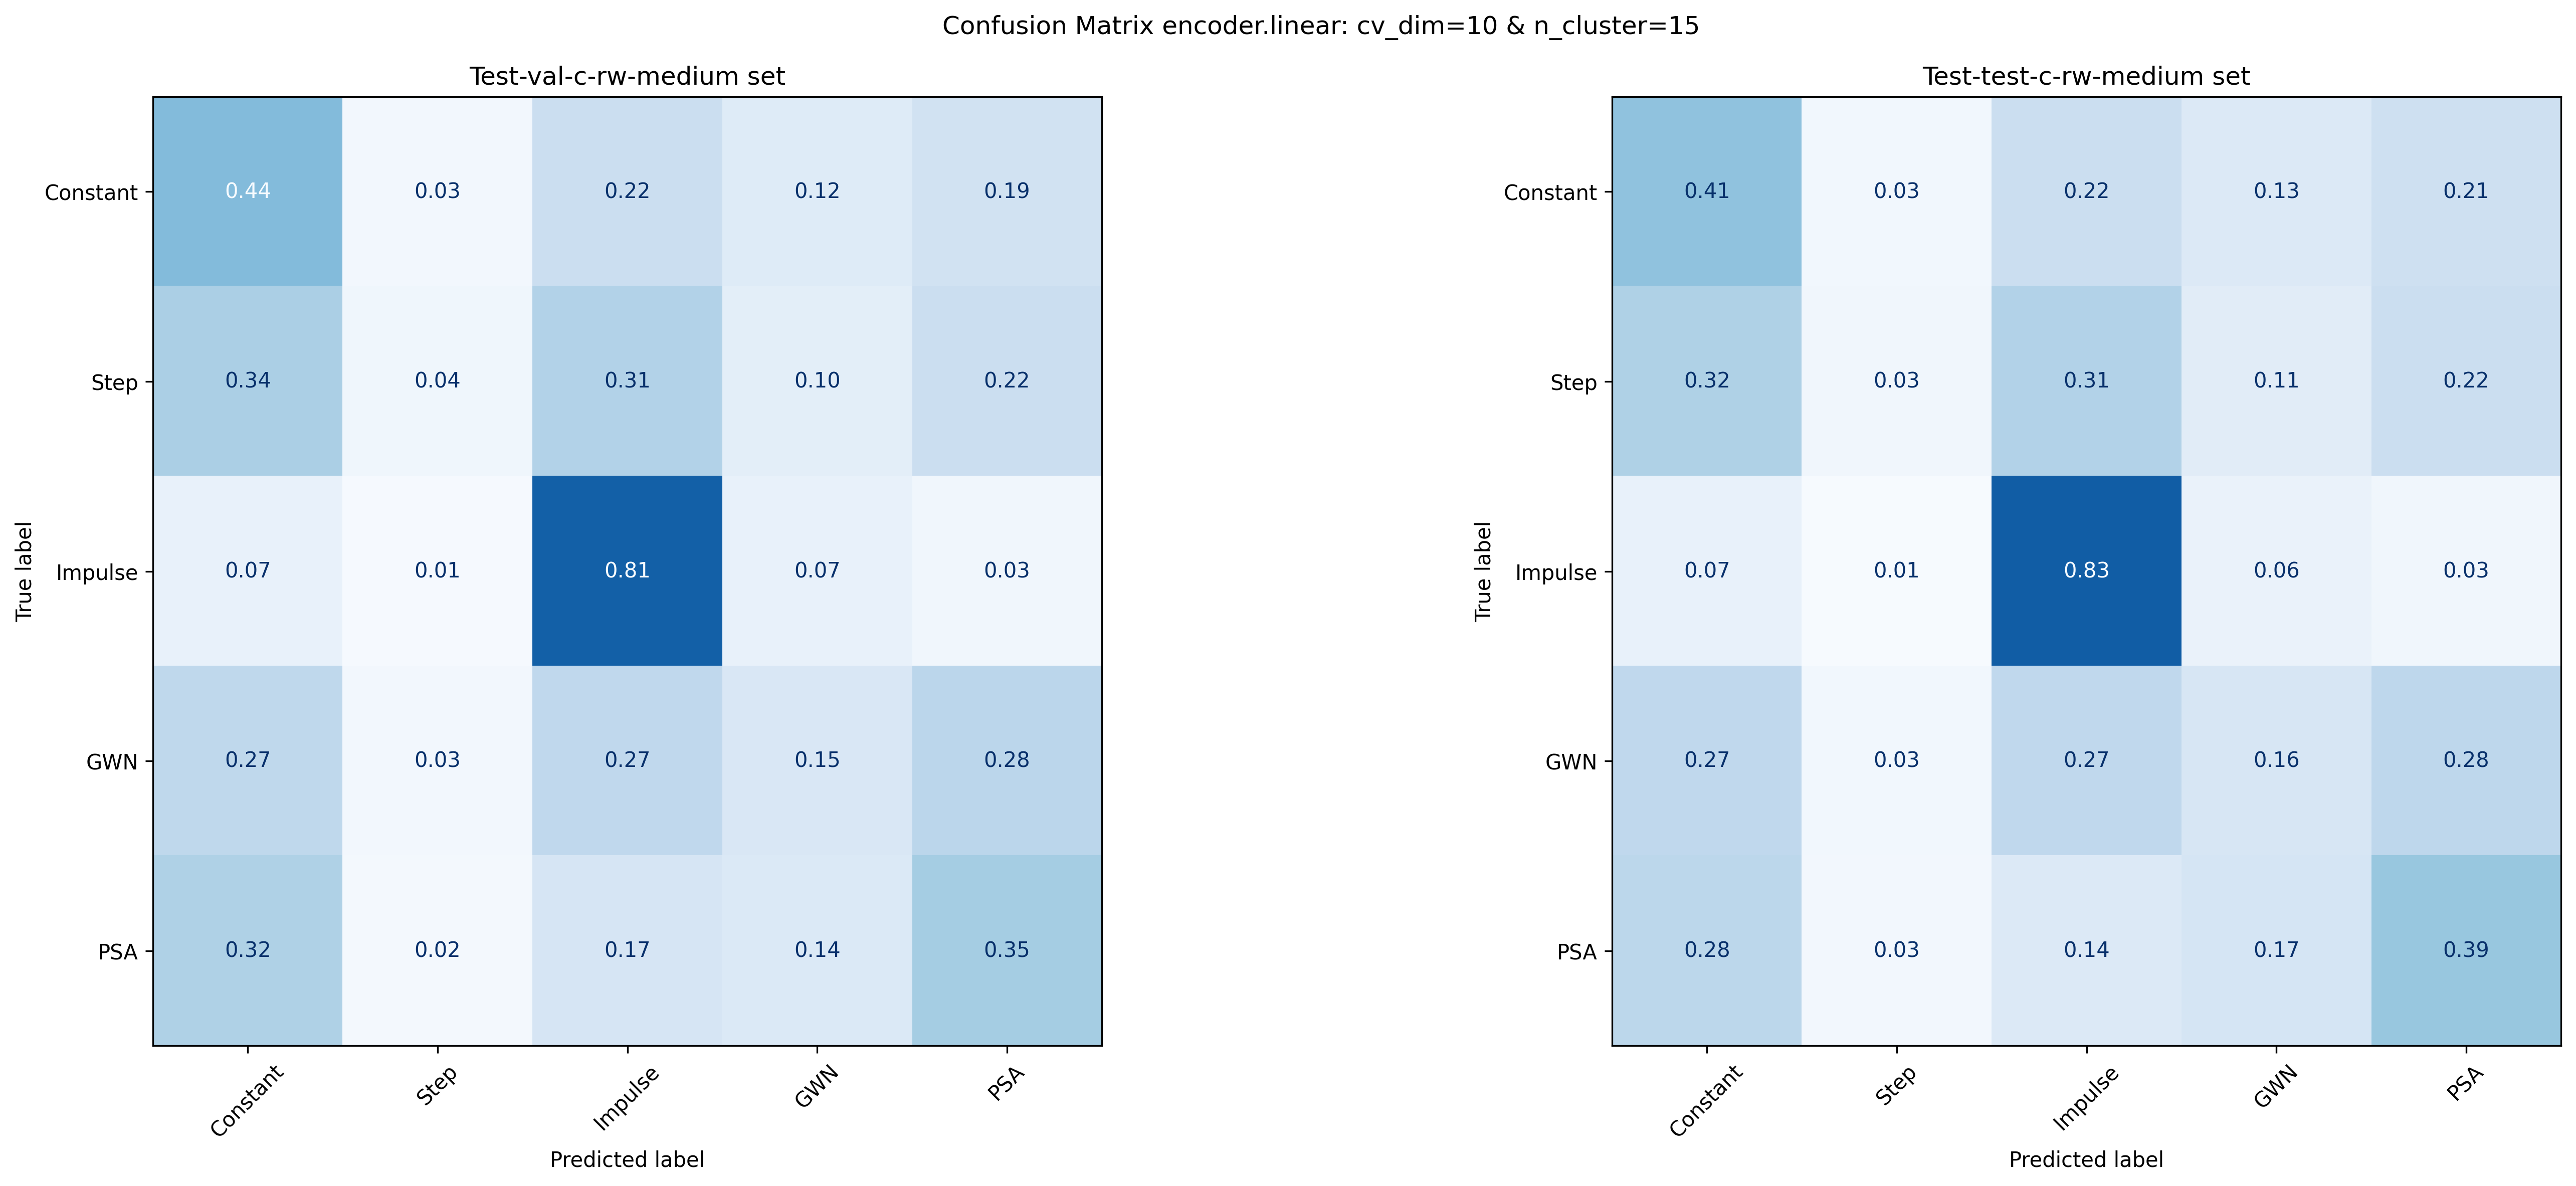 Confusion Matrix encoder.linear: cv_dim=10 & n_cluster=15
Test-val-c-rw-medium set
True label
Constant 0.44 0.03 0.22 0.12 0.19
Step 0.34 0.04 0.31 0.10 0.22
Impulse 0.07 0.01 0.81 0.07 0.03
GWN 0.27 0.03 0.27 0.15 0.28
PSA 0.32 0.02 0.17 0.14 0.35
Constant Step Impulse GWN PSA
Predicted label
Test-test-c-rw-medium set
True label
Constant 0.41 0.03 0.22 0.13 0.21
Step 0.32 0.03 0.31 0.11 0.22
Impulse 0.07 0.01 0.83 0.06 0.03
GWN 0.27 0.03 0.27 0.16 0.28
PSA 0.28 0.03 0.14 0.17 0.39
Constant Step Impulse GWN PSA
Predicted label